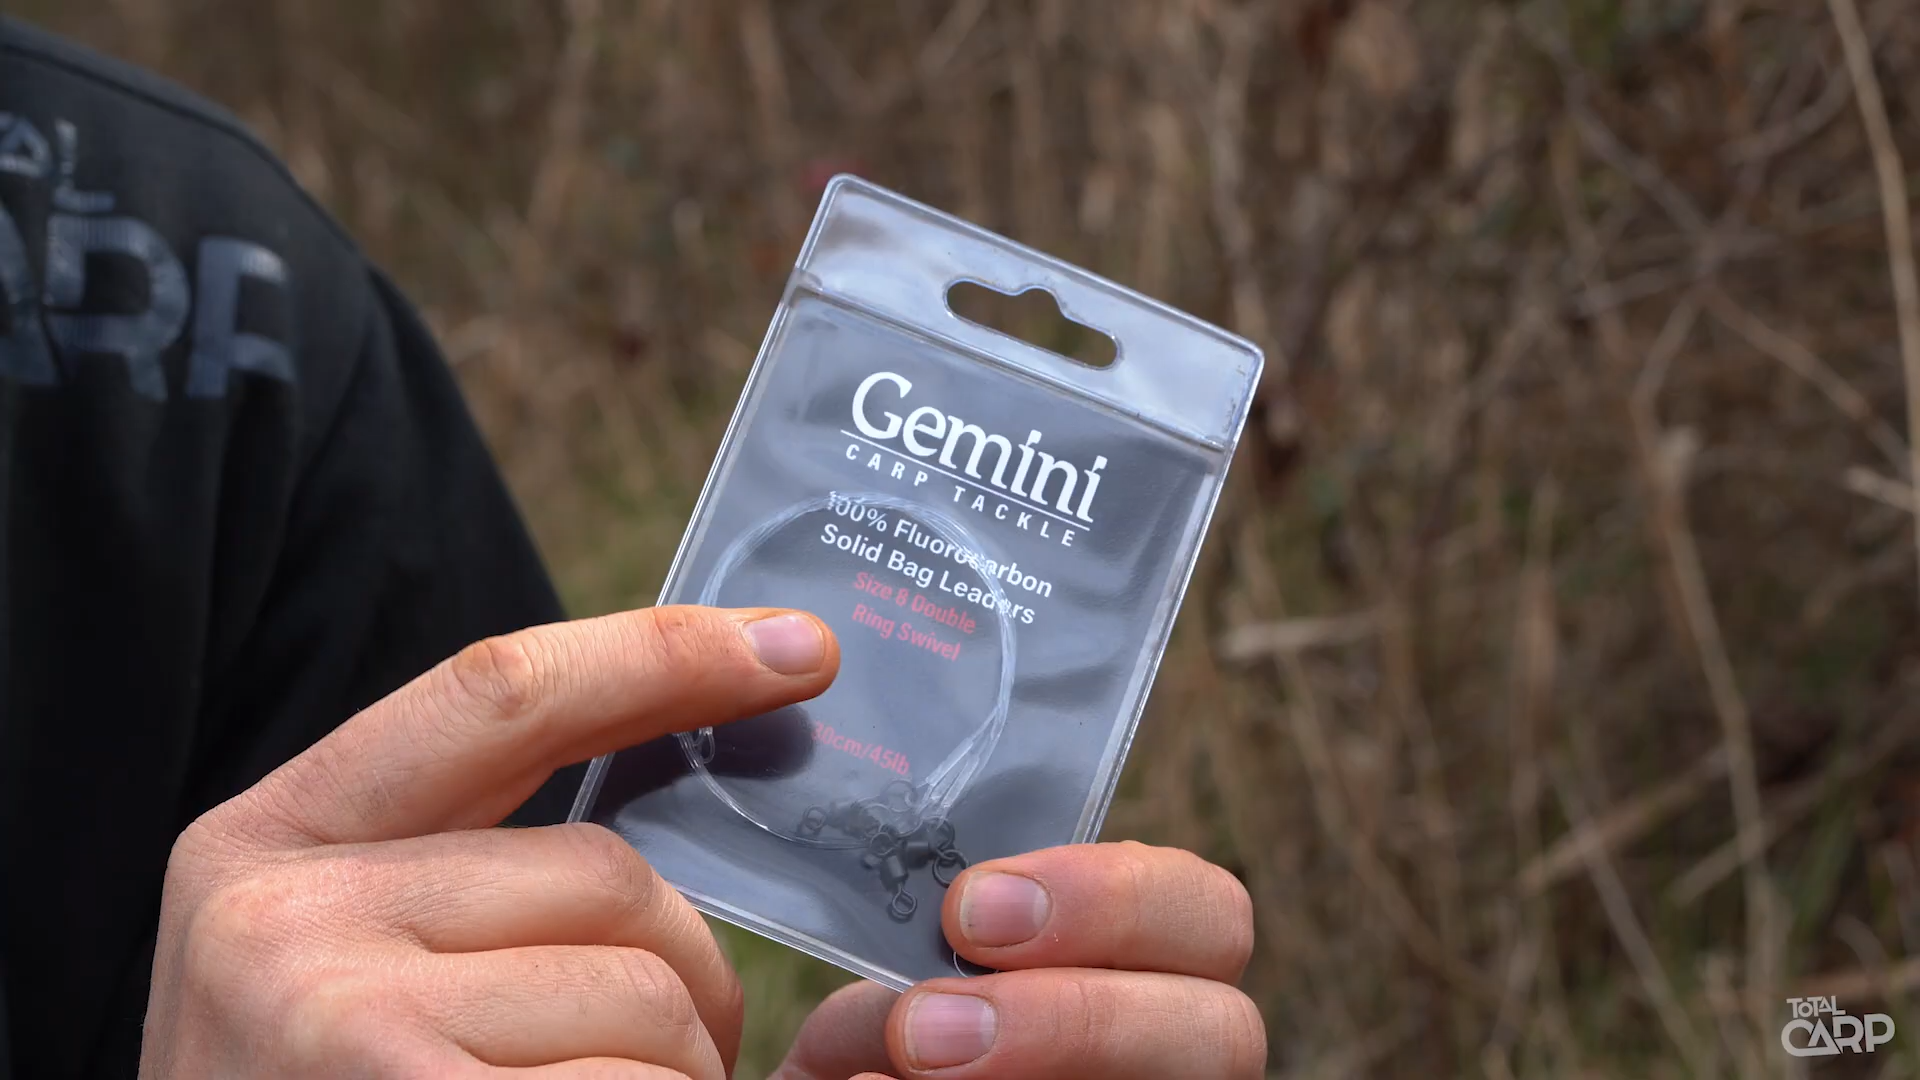 Gemini
CARP TACKLE
100% Fluorocarbon
Solid Bag Leaders
Size 8 Double
Ring Swivel
30cm/45lb
TOTAL
CARP